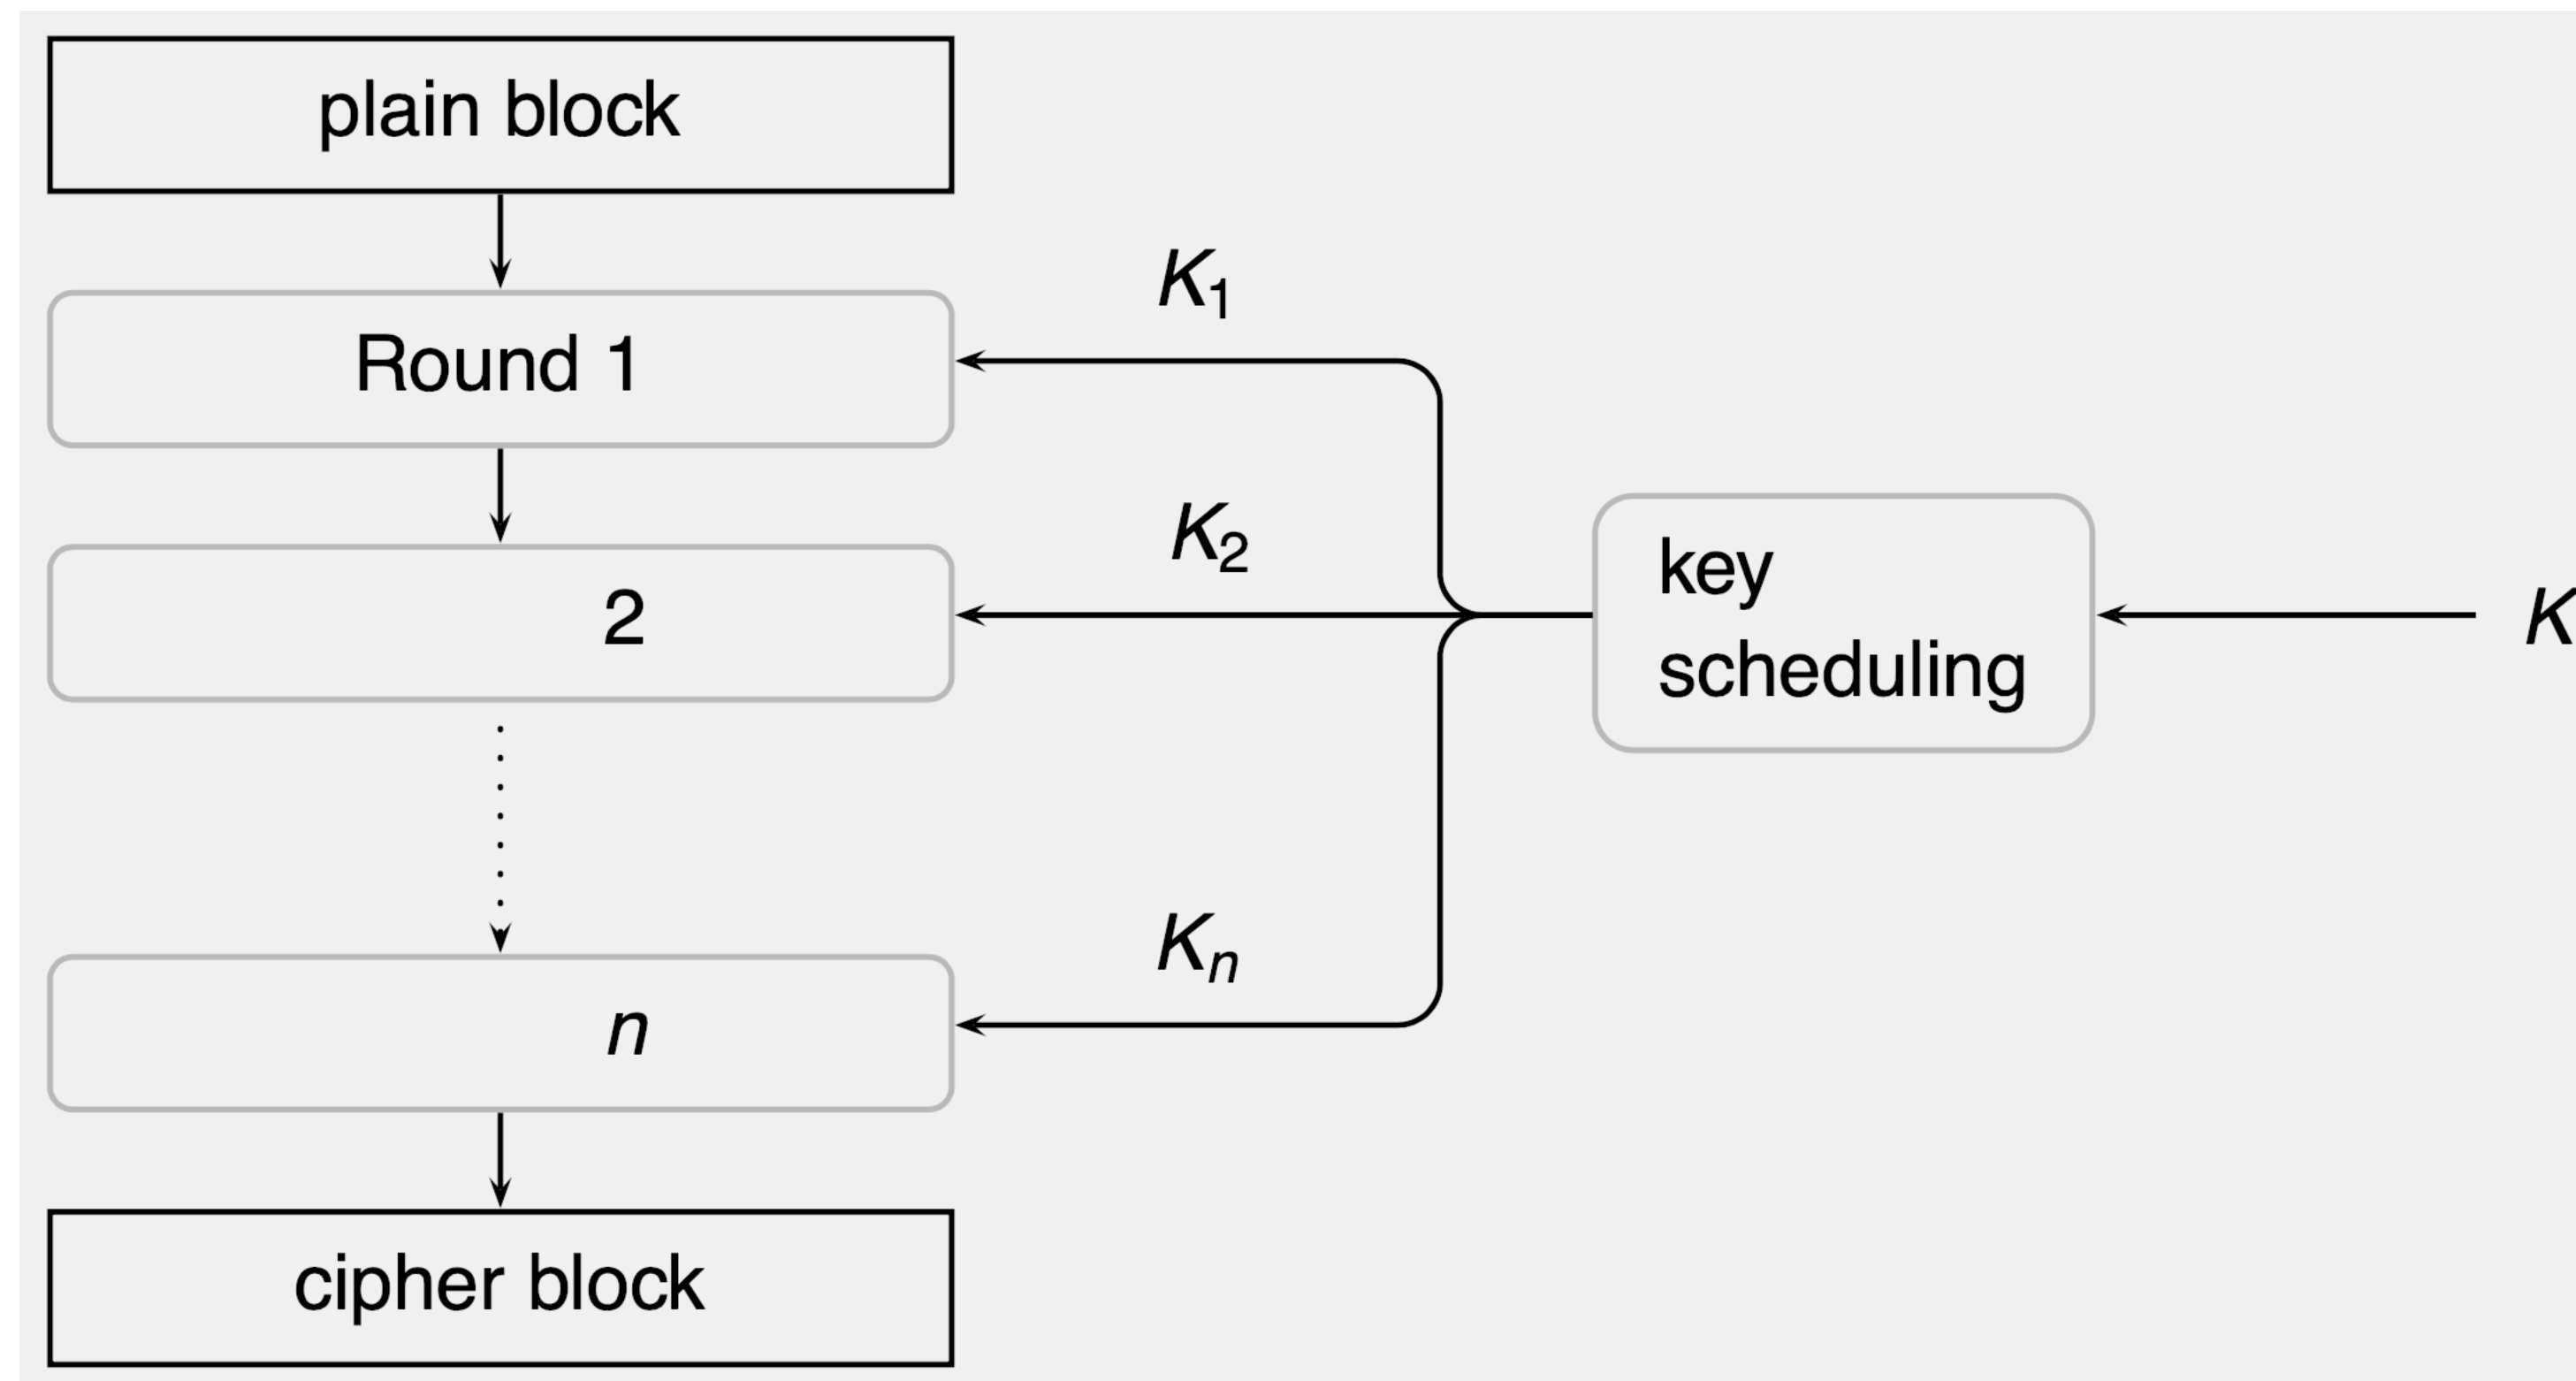 plain block
K₁
Round 1
K₂
2
key
scheduling
K
Kₙ
n
cipher block